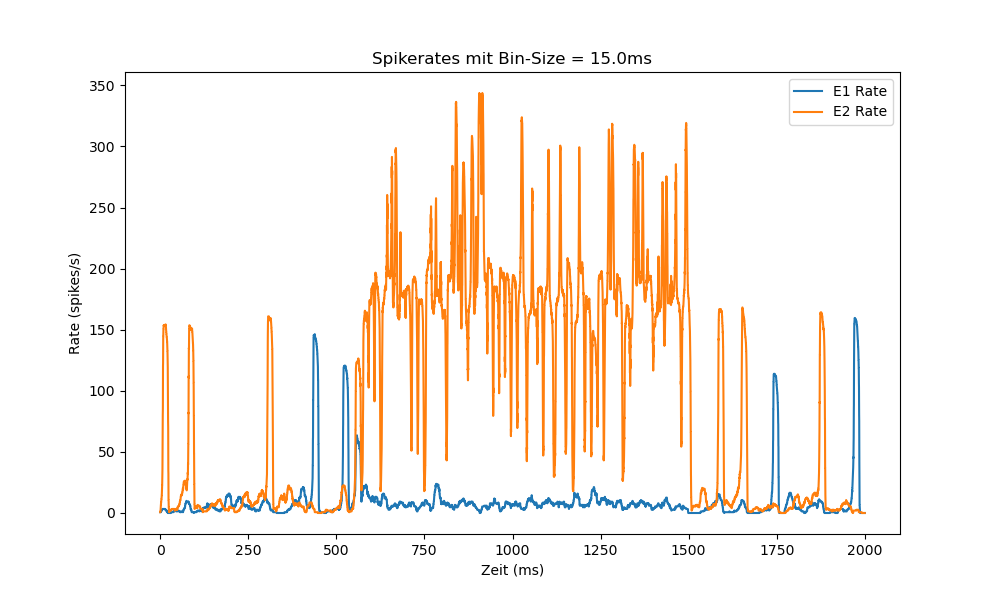 Spikerates mit Bin-Size = 15.0ms
E1 Rate
E2 Rate
350
300
250
200
150
100
50
0
Rate (spikes/s)
0 250 500 750 1000 1250 1500 1750 2000
Zeit (ms)